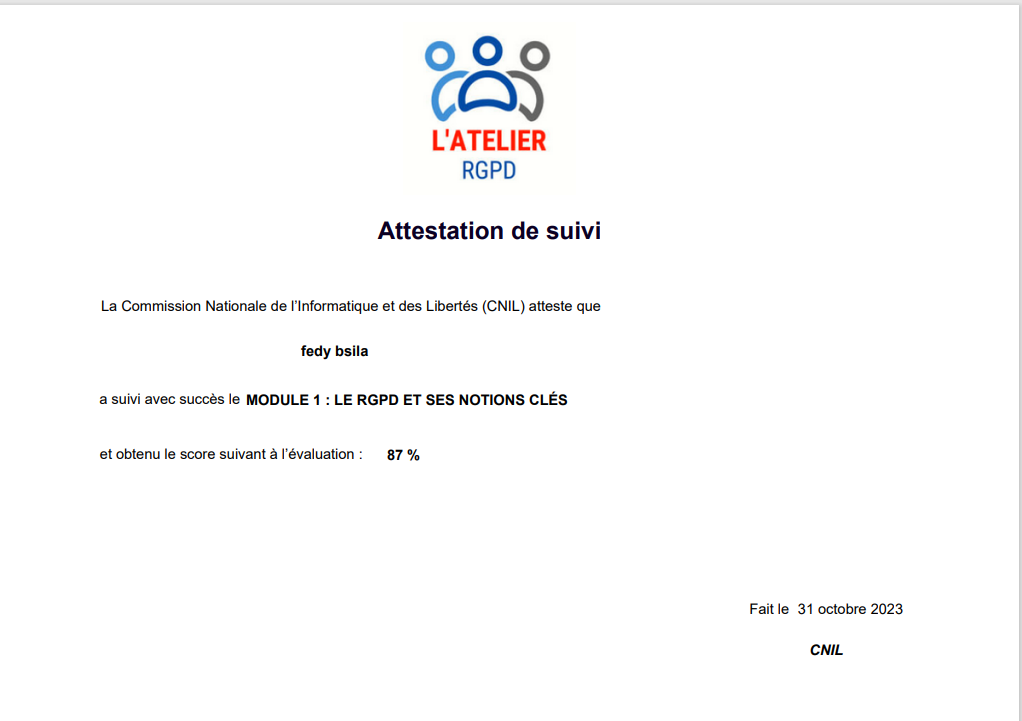 L'ATELIER
RGPD
Attestation de suivi
La Commission Nationale de l’Informatique et des Libertés (CNIL) atteste que
fedy bsila
a suivi avec succès le MODULE 1 : LE RGPD ET SES NOTIONS CLÉS
et obtenu le score suivant à l’évaluation : 87 %
Fait le 31 octobre 2023
CNIL